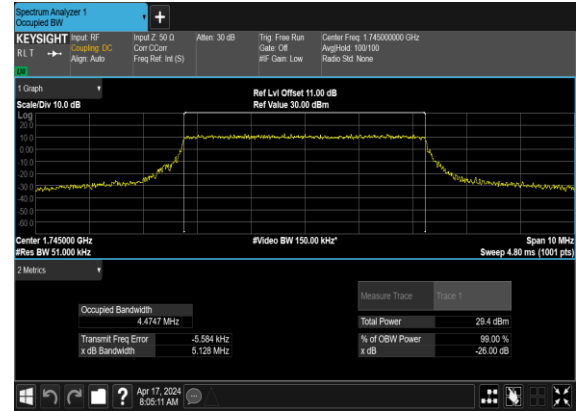 Spectrum Analyzer 1
Occupied BW
KEYSIGHT
RLT
Input: RF
Coupling: DC
Align: Auto
Input Z: 50 Ω
Corr CCorr
Freq Ref: Int (S)
Atten: 30 dB
Trig: Free Run
Gate: Off
#IF Gain: Low
Center Freq: 1.745000000 GHz
Avg|Hold: 100/100
Radio Std: None
1 Graph
Scale/Div 10.0 dB
Ref Lvl Offset 11.00 dB
Ref Value 30.00 dBm
Log
20.0
10.0
0.00
-10.0
-20.0
-30.0
-40.0
-50.0
-60.0
Center 1.745000 GHz
#Res BW 51.000 kHz
#Video BW 150.00 kHz*
Span 10 MHz
Sweep 4.80 ms (1001 pts)
2 Metrics
Measure Trace Trace 1
Occupied Bandwidth
4.4747 MHz
Total Power 29.4 dBm
Transmit Freq Error -5.584 kHz
% of OBW Power 99.00 %
x dB Bandwidth 5.128 MHz
x dB -26.00 dB
Apr 17, 2024
8:05:11 AM